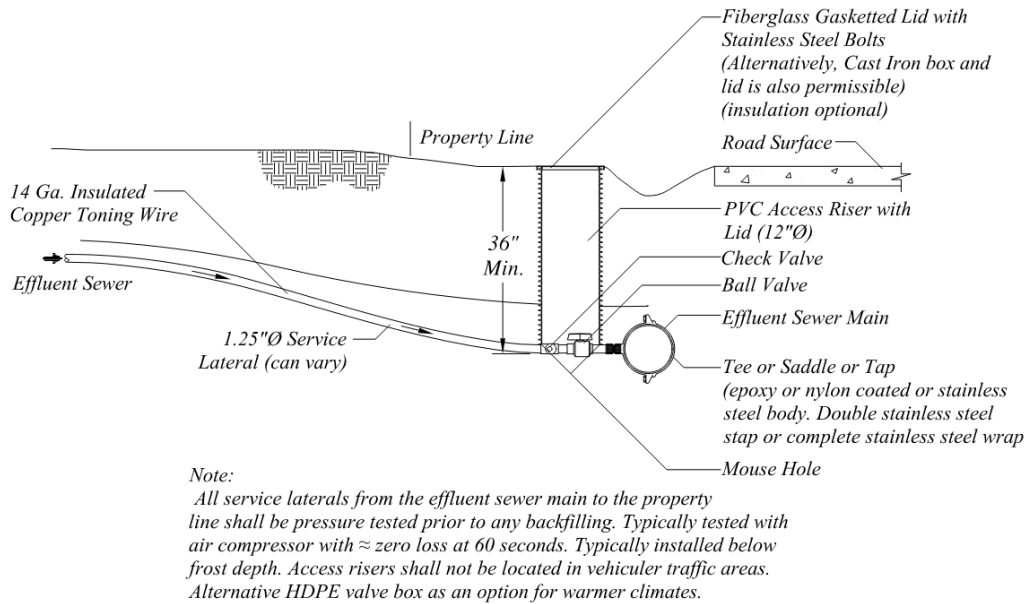 Fiberglass Gasketted Lid with
Stainless Steel Bolts
(Alternatively, Cast Iron box and
lid is also permissible)
(insulation optional)
Property Line
Road Surface
14 Ga. Insulated
Copper Toning Wire
PVC Access Riser with
Lid (12"Ø)
36"
Min.
Check Valve
Effluent Sewer
Ball Valve
Effluent Sewer Main
1.25"Ø Service
Lateral (can vary)
Tee or Saddle or Tap
(epoxy or nylon coated or stainless
steel body. Double stainless steel
stap or complete stainless steel wrap
Mouse Hole
Note:
All service laterals from the effluent sewer main to the property
line shall be pressure tested prior to any backfilling. Typically tested with
air compressor with ≈ zero loss at 60 seconds. Typically installed below
frost depth. Access risers shall not be located in vehiculer traffic areas.
Alternative HDPE valve box as an option for warmer climates.